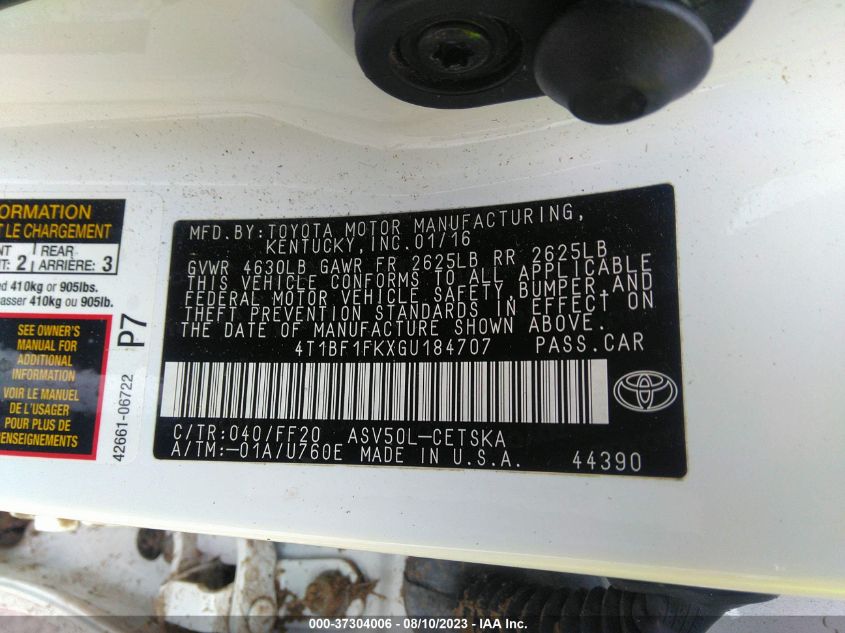 ORMATION
T LE CHARGEMENT
NT REAR
T: 2 ARRIÈRE: 3
ed 410kg or 905lbs.
asser 410kg ou 905lb.
SEE OWNER'S
MANUAL FOR
ADDITIONAL
INFORMATION
VOIR LE MANUEL
DE L'USAGER
POUR PLUS DE
RENSEIGNEMENTS
P7
42661-06722
MFD.BY:TOYOTA MOTOR MANUFACTURING,
KENTUCKY,INC.01/16
GVWR 4630LB GAWR FR 2625LB RR 2625LB
THIS VEHICLE CONFORMS TO ALL APPLICABLE
FEDERAL MOTOR VEHICLE SAFETY,BUMPER,AND
THEFT PREVENTION STANDARDS IN EFFECT ON
THE DATE OF MANUFACTURE SHOWN ABOVE.
4T1BF1FKXGU184707 PASS.CAR
C/TR:040/FF20 ASV50L-CETSKA
A/TM:-01A/U760E MADE IN U.S.A. 44390
000-37304006 - 08/10/2023 - IAA, Inc.